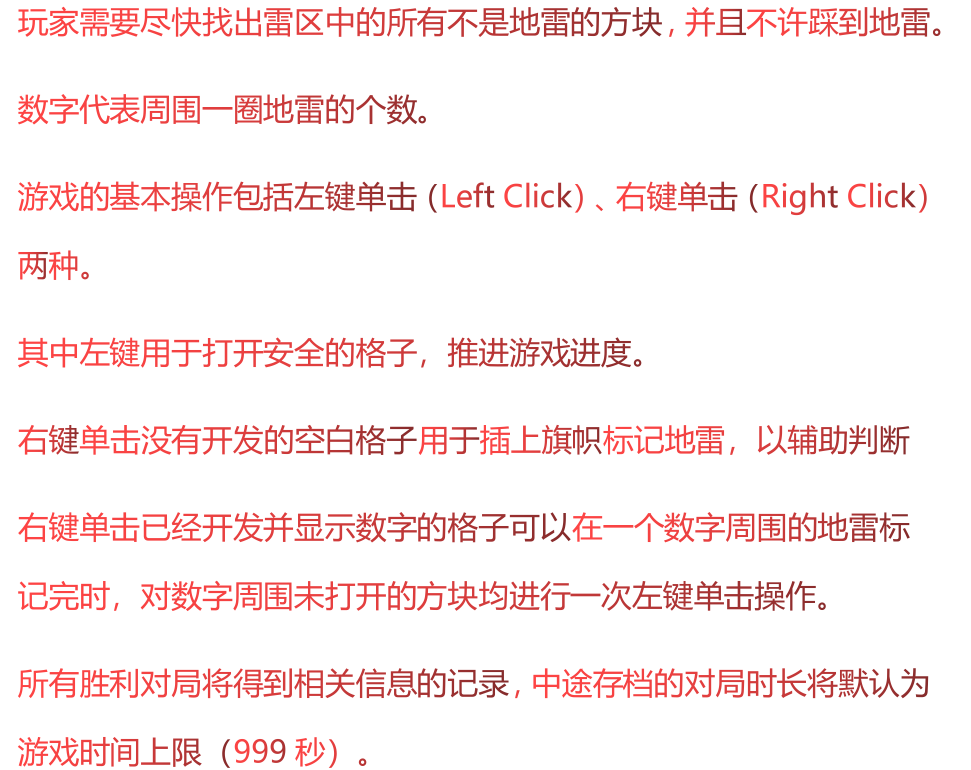 玩家需要尽快找出雷区中的所有不是地雷的方块,并且不许踩到地雷。
数字代表周围一圈地雷的个数。
游戏的基本操作包括左键单击（Left Click）、右键单击（Right Click）
两种。
其中左键用于打开安全的格子，推进游戏进度。
右键单击没有开发的空白格子用于插上旗帜标记地雷，以辅助判断
右键单击已经开发并显示数字的格子可以在一个数字周围的地雷标
记完时，对数字周围未打开的方块均进行一次左键单击操作。
所有胜利对局将得到相关信息的记录,中途存档的对局时长将默认为
游戏时间上限（999 秒）。